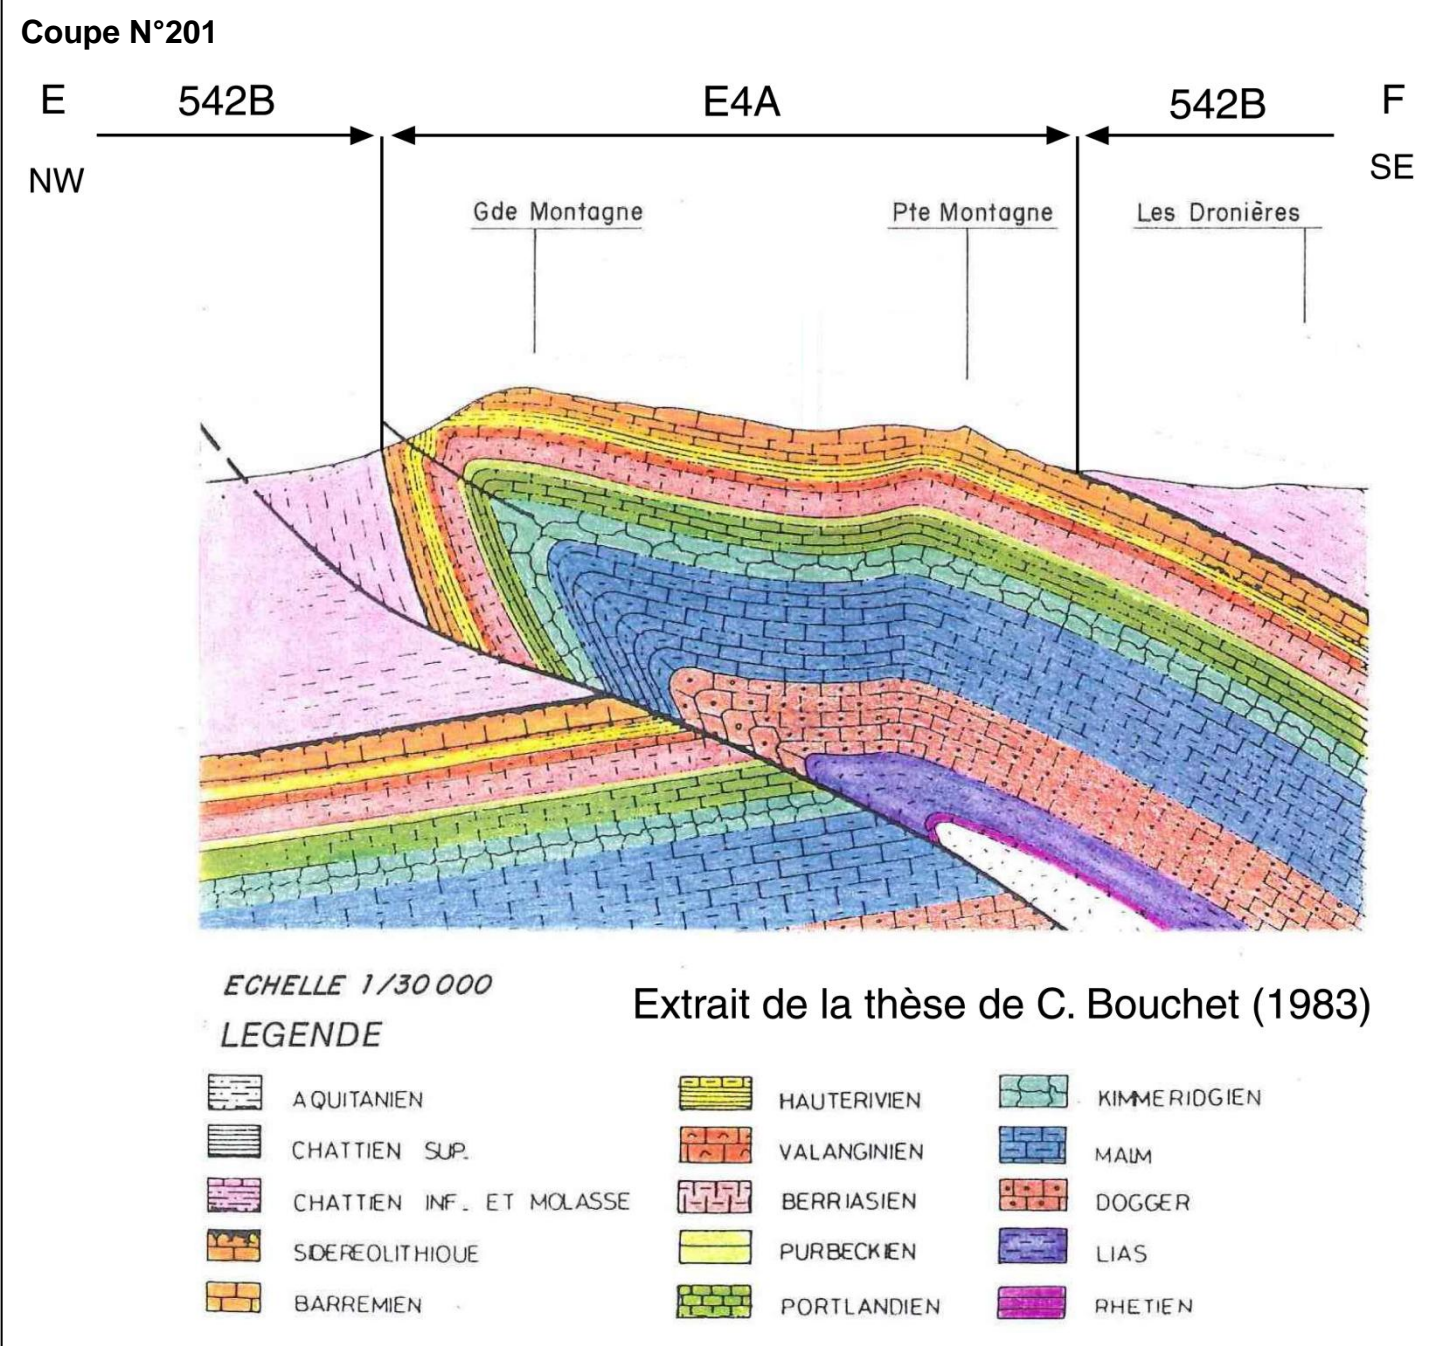 Coupe N°201
E 542B E4A 542B F
NW SE
Gde Montagne Pte Montagne Les Dronières
ECHELLE 1/30 000
Extrait de la thèse de C. Bouchet (1983)
LEGENDE
AQUITANIEN
CHATTIEN SUP.
CHATTIEN INF. ET MOLASSE
SIDEREOLITHIQUE
BARREMIEN
HAUTERIVIEN
VALANGINIEN
BERRIASIEN
PURBECKIEN
PORTLANDIEN
KIMMERIDGIEN
MALM
DOGGER
LIAS
RHETIEN